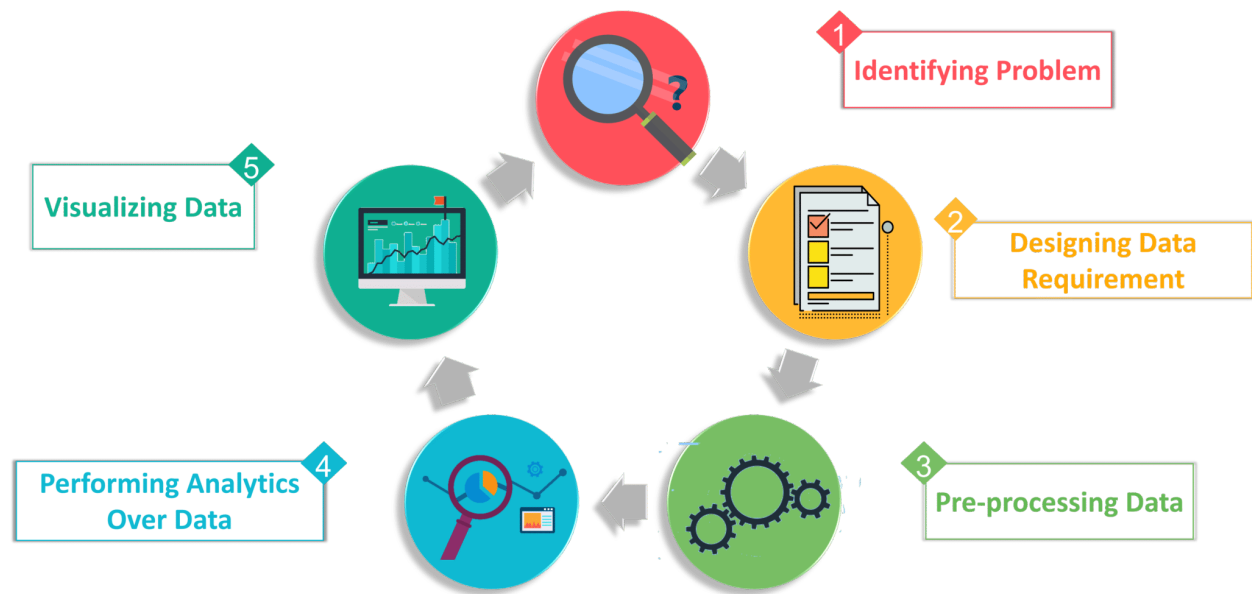 1
Identifying Problem
2
Designing Data
Requirement
3
Pre-processing Data
4
Performing Analytics
Over Data
5
Visualizing Data
?